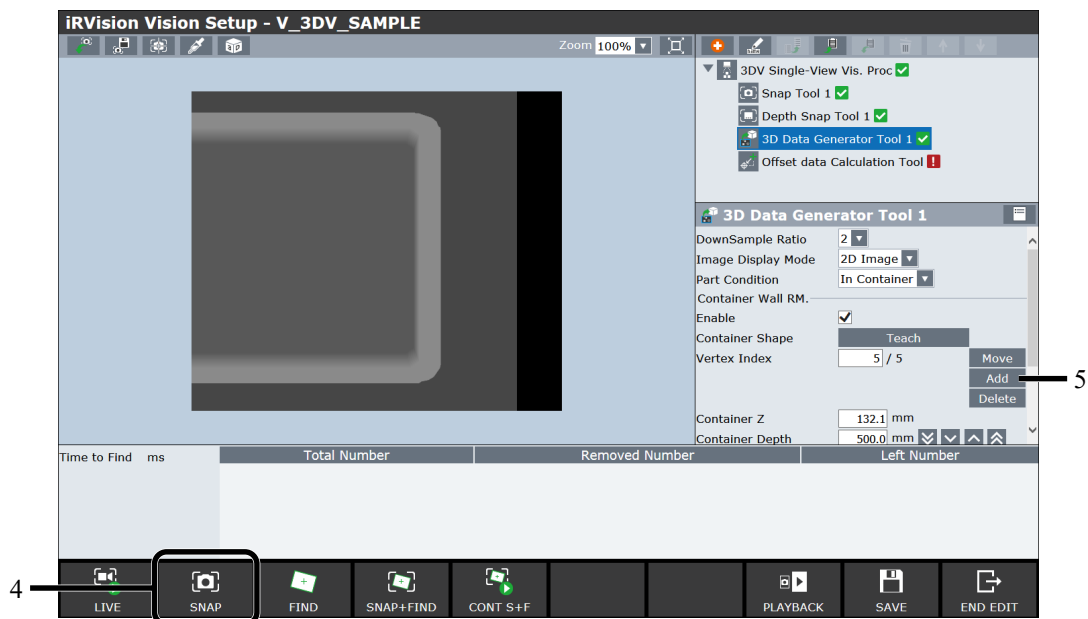 iRVision Vision Setup - V_3DV_SAMPLE
Zoom 100%
3DV Single-View Vis. Proc
Snap Tool 1
Depth Snap Tool 1
3D Data Generator Tool 1
Offset data Calculation Tool
3D Data Generator Tool 1
DownSample Ratio 2
Image Display Mode 2D Image
Part Condition In Container
Container Wall RM.
Enable
Container Shape Teach
Vertex Index 5 / 5 Move
Add 5
Delete
Container Z 132.1 mm
Container Depth 500.0 mm
Time to Find ms Total Number Removed Number Left Number
4
LIVE SNAP FIND SNAP+FIND CONT S+F PLAYBACK SAVE END EDIT